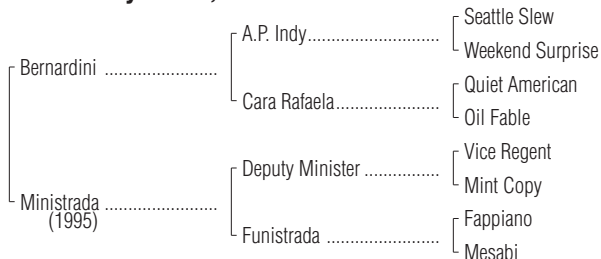 Seattle Slew
A.P. Indy
Weekend Surprise
Bernardini
Quiet American
Cara Rafaela
Oil Fable
Vice Regent
Deputy Minister
Mint Copy
Ministrada
(1995)
Fappiano
Funistrada
Mesabi